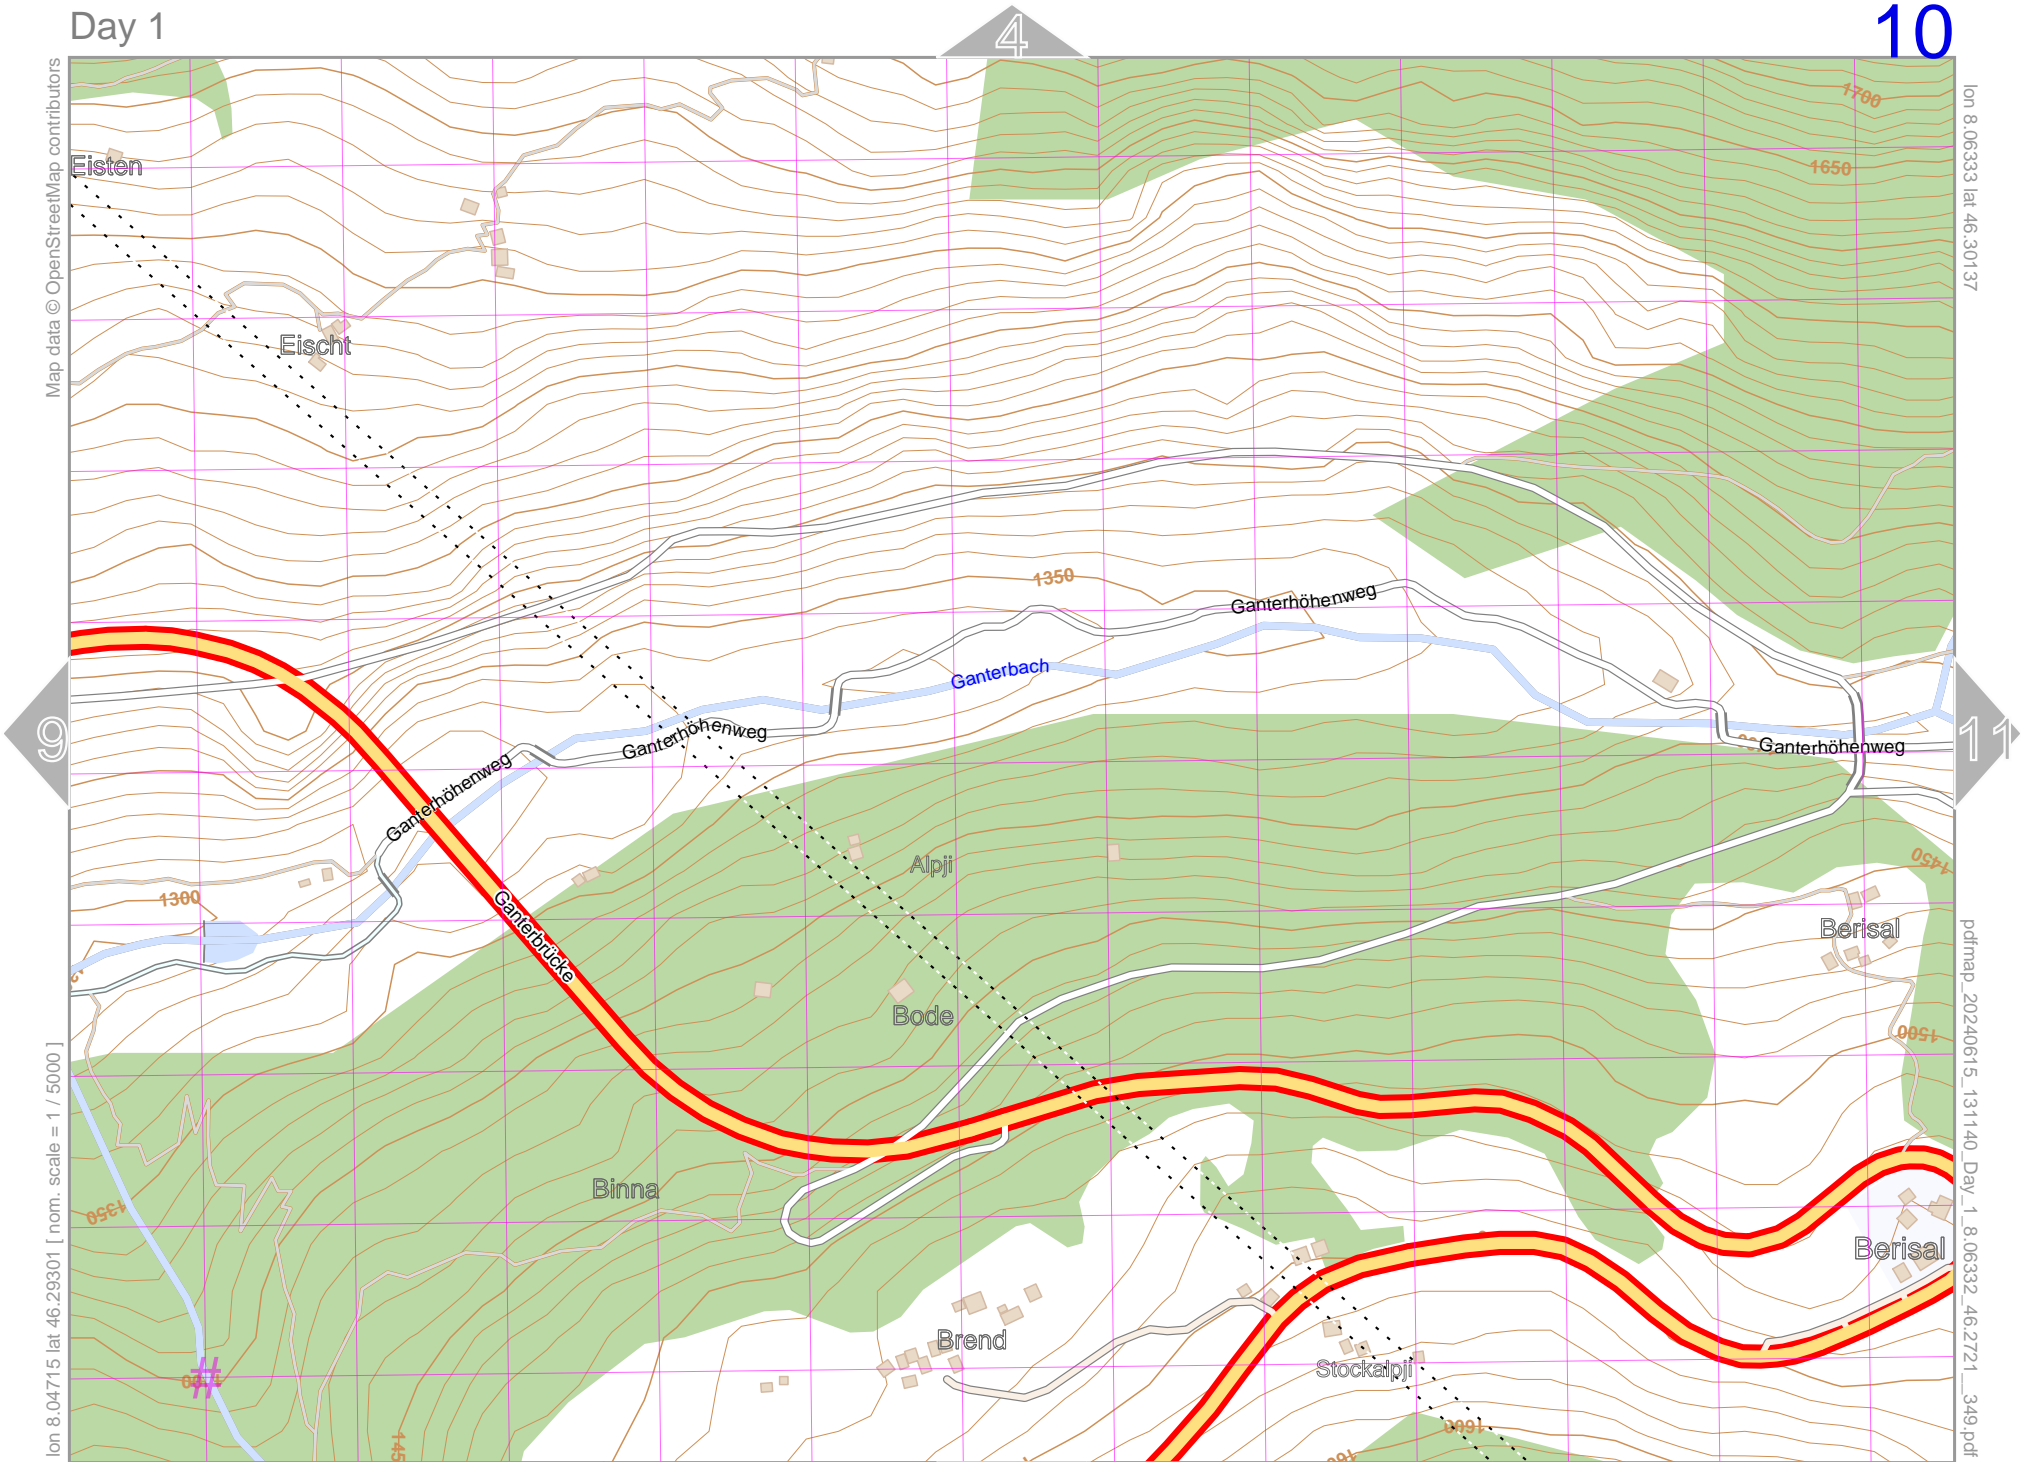 Day 1
4
10
Map data © OpenStreetMap contributors
lon 8.06333 lat 46.30137
1700
Eisten
1650
Eischt
1350
Ganterhöhenweg
Ganterbach
Ganterhöhenweg
9
Ganterhöhenweg
11
Ganterhöhenweg
Alpji
1450
1300
Ganterbrücke
Berisal
Bode
1500
Binna
1350
Berisal
Brend
Stockalpji
#
1600
145
lon 8.04715 lat 46.29301 [ nom. scale = 1 / 5000 ]
pdfmap_20240615_131140_Day_1_8.06332_46.2721__349.pdf